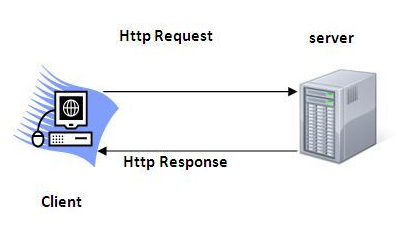 Http Request
server
Http Response
Client